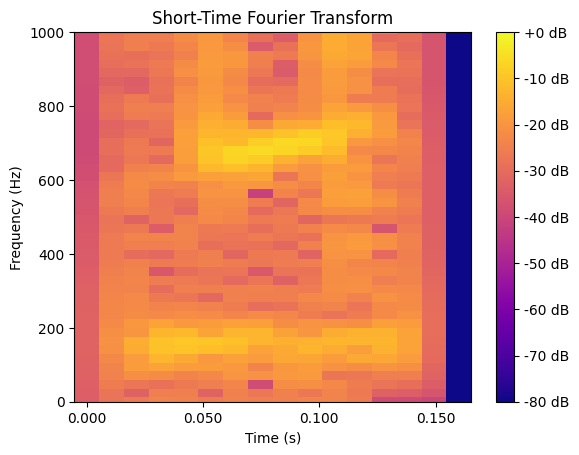 Short-Time Fourier Transform
1000
800
600
400
200
0
Frequency (Hz)
0.000
0.050
0.100
0.150
Time (s)
+0 dB
-10 dB
-20 dB
-30 dB
-40 dB
-50 dB
-60 dB
-70 dB
-80 dB